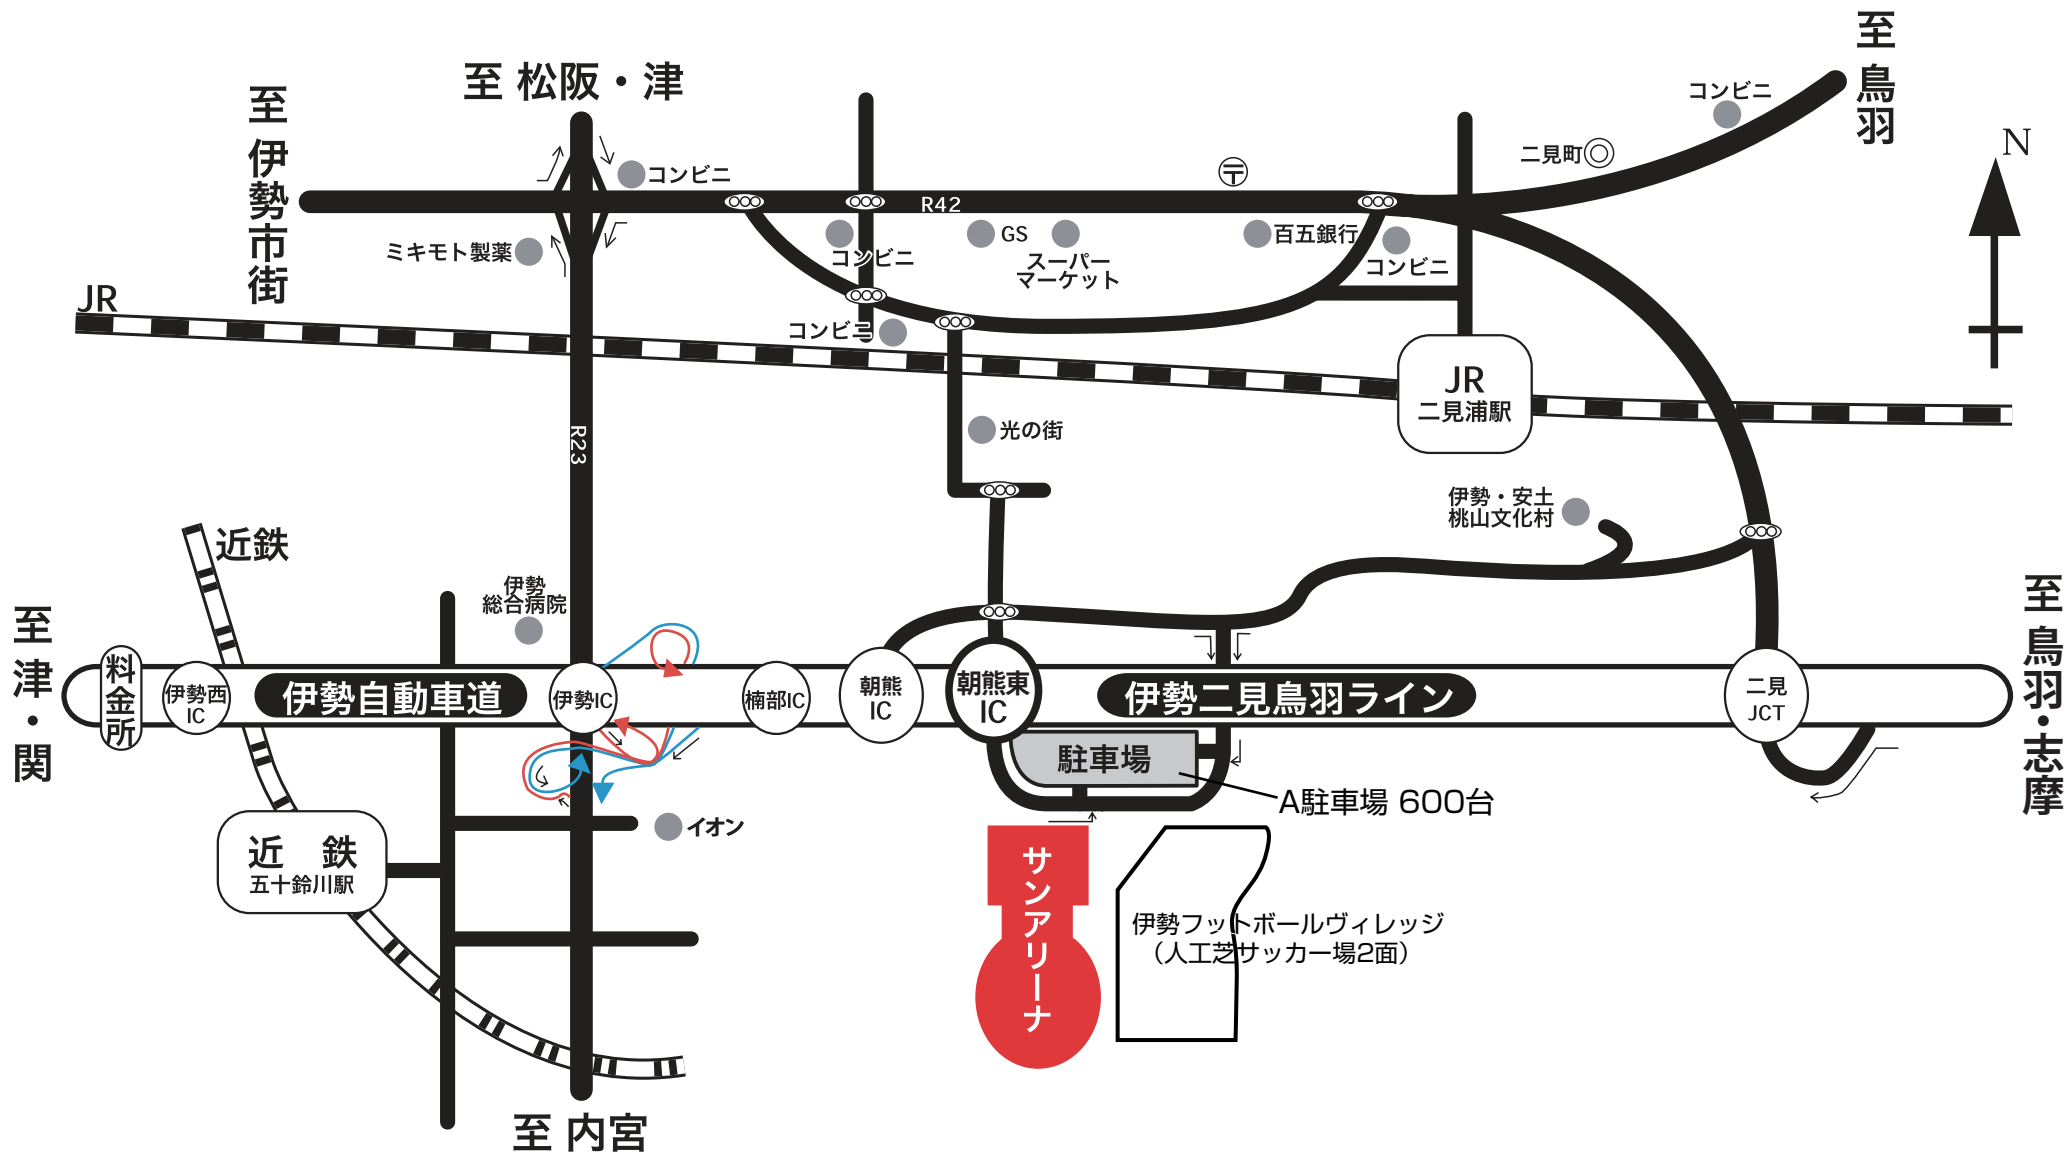 至 鳥羽
至 松阪・津
至 伊勢市街
コンビニ
N
二見町
コンビニ
〒
R42
ミキモト製薬
コンビニ
GS
スーパー
マーケット
百五銀行
コンビニ
JR
コンビニ
JR
二見浦駅
R23
光の街
伊勢・安土
桃山文化村
近鉄
伊勢
総合病院
至 津・関
料金所
伊勢西
IC
伊勢自動車道
伊勢IC
楠部IC
朝熊
IC
朝熊東
IC
伊勢二見鳥羽ライン
二見
JCT
至 鳥羽・志摩
駐車場
A駐車場 600台
イオン
近 鉄
五十鈴川駅
サンアリーナ
伊勢フットボールヴィレッジ
（人工芝サッカー場2面）
至 内宮